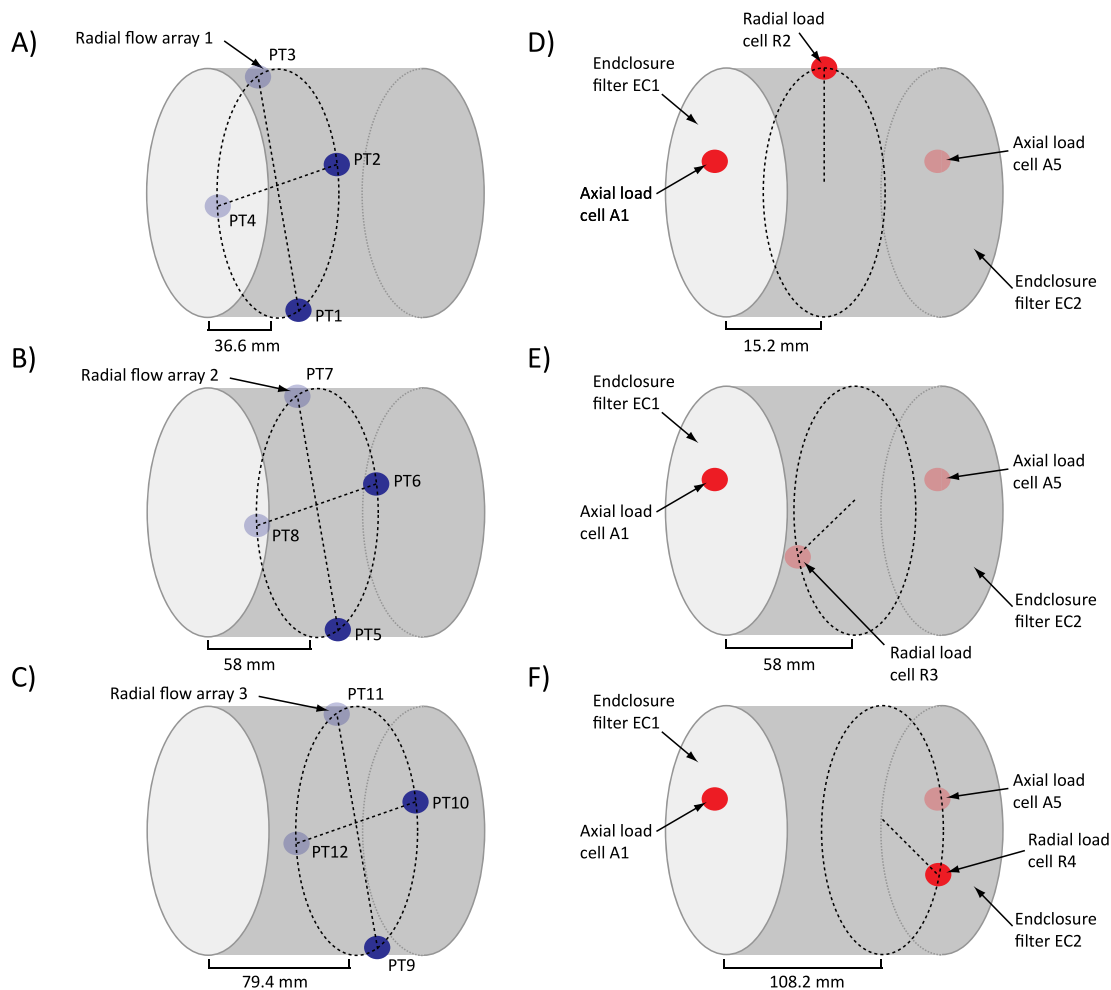 A)
Radial flow array 1
PT3
PT2
PT4
PT1
36.6 mm
B)
Radial flow array 2
PT7
PT6
PT8
PT5
58 mm
C)
Radial flow array 3
PT11
PT10
PT12
PT9
79.4 mm
D)
Radial load
cell R2
Endclosure
filter EC1
Axial load
cell A5
Axial load
cell A1
Endclosure
filter EC2
15.2 mm
E)
Endclosure
filter EC1
Axial load
cell A5
Axial load
cell A1
Endclosure
filter EC2
Radial load
cell R3
58 mm
F)
Endclosure
filter EC1
Axial load
cell A5
Axial load
cell A1
Radial load
cell R4
Endclosure
filter EC2
108.2 mm